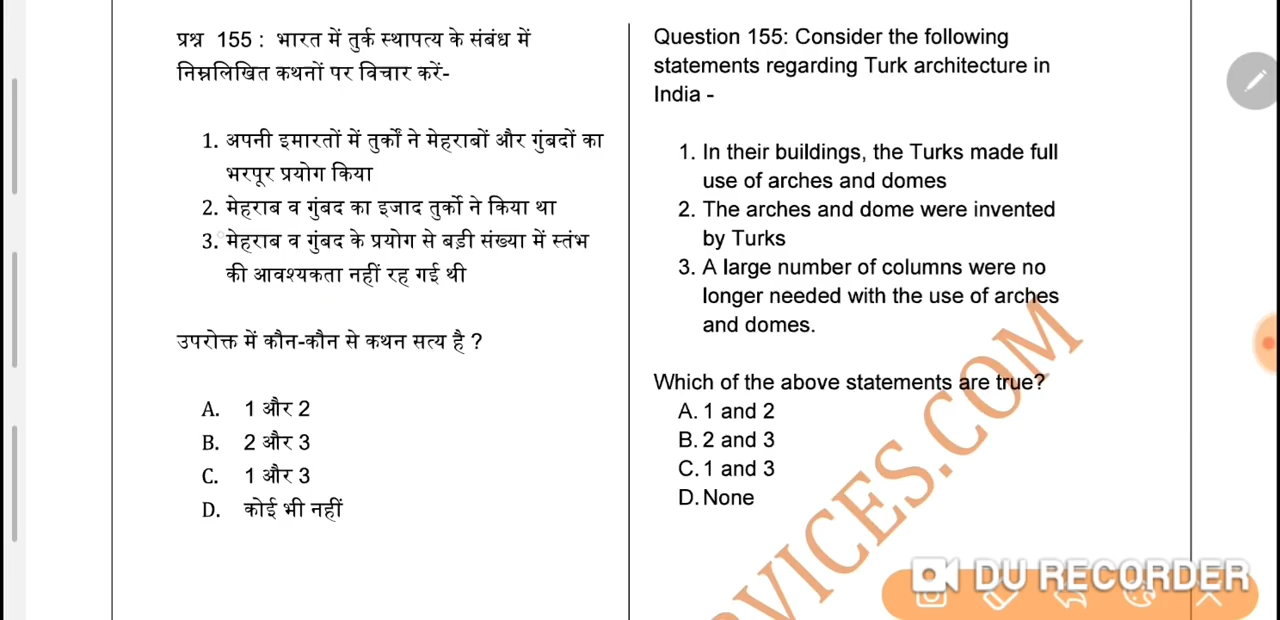 प्रश्न 155 : भारत में तुर्क स्थापत्य के संबंध में
निम्नलिखित कथनों पर विचार करें-
1. अपनी इमारतों में तुर्कों ने मेहराबों और गुंबदों का
भरपूर प्रयोग किया
2. मेहराब व गुंबद का इजाद तुर्को ने किया था
3. मेहराब व गुंबद के प्रयोग से बड़ी संख्या में स्तंभ
की आवश्यकता नहीं रह गई थी
उपरोक्त में कौन-कौन से कथन सत्य है ?
A. 1 और 2
B. 2 और 3
C. 1 और 3
D. कोई भी नहीं
Question 155: Consider the following
statements regarding Turk architecture in
India -
1. In their buildings, the Turks made full
use of arches and domes
2. The arches and dome were invented
by Turks
3. A large number of columns were no
longer needed with the use of arches
and domes.
Which of the above statements are true?
A. 1 and 2
B. 2 and 3
C. 1 and 3
D. None
RVICES.COM
DU RECORDER